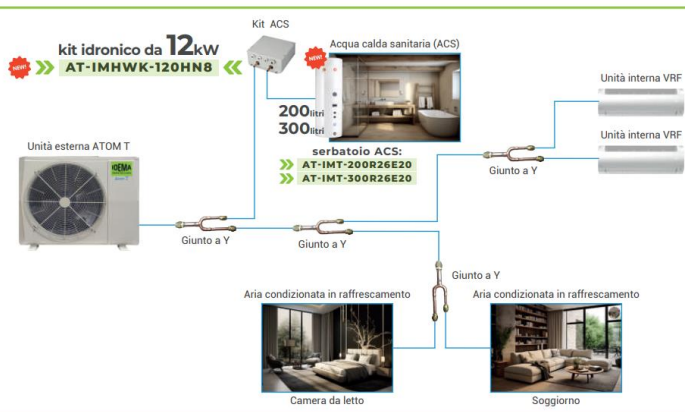 Kit ACS
kit idronico da 12kW
NEW!
AT-IMHWK-120HN8
NEW!
Acqua calda sanitaria (ACS)
200litri
300litri
serbatoio ACS:
AT-IMT-200R26E20
AT-IMT-300R26E20
Unità interna VRF
Unità interna VRF
Giunto a Y
Unità esterna ATOM T
IDEMA
Giunto a Y
Giunto a Y
Giunto a Y
Aria condizionata in raffrescamento
Aria condizionata in raffrescamento
Camera da letto
Soggiorno